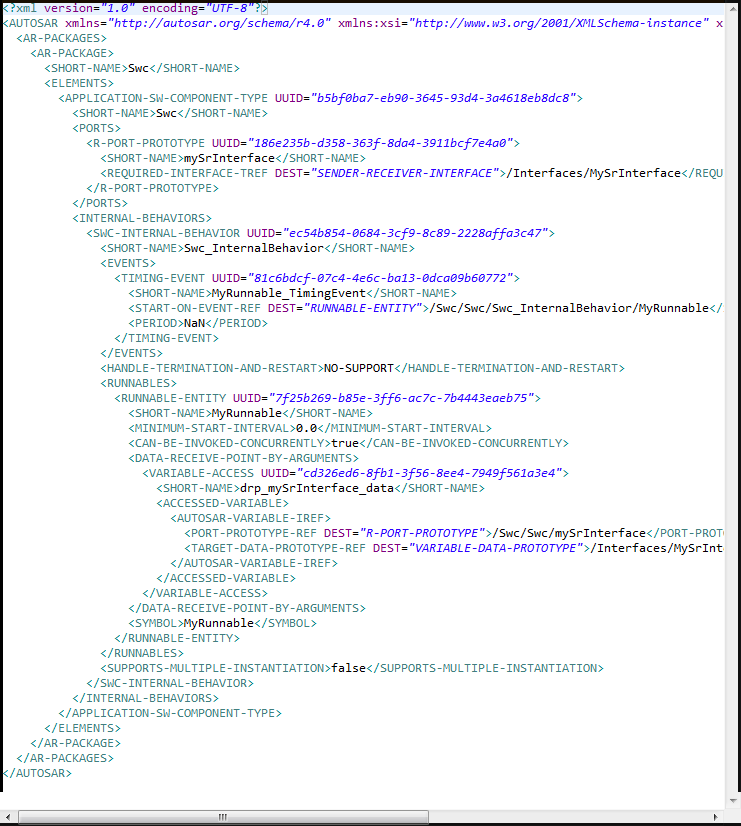 <?xml version="1.0" encoding="UTF-8"?>
<AUTOSAR xmlns="http://autosar.org/schema/r4.0" xmlns:xsi="http://www.w3.org/2001/XMLSchema-instance" x
<AR-PACKAGES>
<AR-PACKAGE>
<SHORT-NAME>Swc</SHORT-NAME>
<ELEMENTS>
<APPLICATION-SW-COMPONENT-TYPE UUID="b5bf0ba7-eb90-3645-93d4-3a4618eb8dc8">
<SHORT-NAME>Swc</SHORT-NAME>
<PORTS>
<R-PORT-PROTOTYPE UUID="186e235b-d358-363f-8da4-3911bcf7e4a0">
<SHORT-NAME>mySrInterface</SHORT-NAME>
<REQUIRED-INTERFACE-TREF DEST="SENDER-RECEIVER-INTERFACE">/Interfaces/MySrInterface</REQU
</R-PORT-PROTOTYPE>
</PORTS>
<INTERNAL-BEHAVIORS>
<SWC-INTERNAL-BEHAVIOR UUID="ec54b854-0684-3cf9-8c89-2228affa3c47">
<SHORT-NAME>Swc_InternalBehavior</SHORT-NAME>
<EVENTS>
<TIMING-EVENT UUID="81c6bdcf-07c4-4e6c-ba13-0dca09b60772">
<SHORT-NAME>MyRunnable_TimingEvent</SHORT-NAME>
<START-ON-EVENT-REF DEST="RUNNABLE-ENTITY">/Swc/Swc/Swc_InternalBehavior/MyRunnable</
<PERIOD>NaN</PERIOD>
</TIMING-EVENT>
</EVENTS>
<HANDLE-TERMINATION-AND-RESTART>NO-SUPPORT</HANDLE-TERMINATION-AND-RESTART>
<RUNNABLES>
<RUNNABLE-ENTITY UUID="7f25b269-b85e-3ff6-ac7c-7b4443eaeb75">
<SHORT-NAME>MyRunnable</SHORT-NAME>
<MINIMUM-START-INTERVAL>0.0</MINIMUM-START-INTERVAL>
<CAN-BE-INVOKED-CONCURRENTLY>true</CAN-BE-INVOKED-CONCURRENTLY>
<DATA-RECEIVE-POINT-BY-ARGUMENTS>
<VARIABLE-ACCESS UUID="cd326ed6-8fb1-3f56-8ee4-7949f561a3e4">
<SHORT-NAME>drp_mySrInterface_data</SHORT-NAME>
<ACCESSED-VARIABLE>
<AUTOSAR-VARIABLE-IREF>
<PORT-PROTOTYPE-REF DEST="R-PORT-PROTOTYPE">/Swc/Swc/mySrInterface</PORT-PROT
<TARGET-DATA-PROTOTYPE-REF DEST="VARIABLE-DATA-PROTOTYPE">/Interfaces/MySrInt
</AUTOSAR-VARIABLE-IREF>
</ACCESSED-VARIABLE>
</VARIABLE-ACCESS>
</DATA-RECEIVE-POINT-BY-ARGUMENTS>
<SYMBOL>MyRunnable</SYMBOL>
</RUNNABLE-ENTITY>
</RUNNABLES>
<SUPPORTS-MULTIPLE-INSTANTIATION>false</SUPPORTS-MULTIPLE-INSTANTIATION>
</SWC-INTERNAL-BEHAVIOR>
</INTERNAL-BEHAVIORS>
</APPLICATION-SW-COMPONENT-TYPE>
</ELEMENTS>
</AR-PACKAGE>
</AR-PACKAGES>
</AUTOSAR>